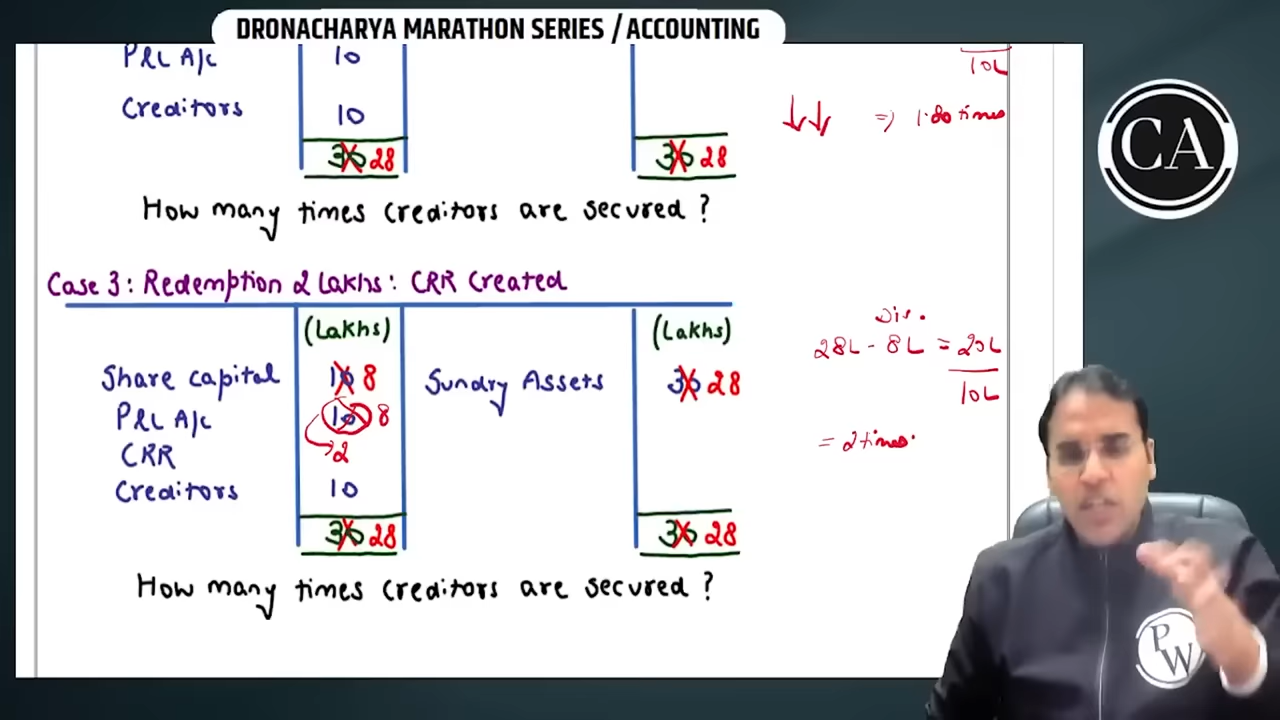 DRONACHARYA MARATHON SERIES / ACCOUNTING
P&L A/c 10
10L
Creditors 10
=> 1.80 times
CA
30 28 30 28
How many times creditors are secured ?
Case 3: Redemption 2 Lakhs: CRR Created
(Lakhs) (Lakhs)
Div.
28L - 8L = 20L
10L
Share capital 10 8 Sundry Assets 30 28
P&L A/c 10 8
= 2 times.
CRR 2
Creditors 10
30 28 30 28
How many times creditors are secured ?
PW